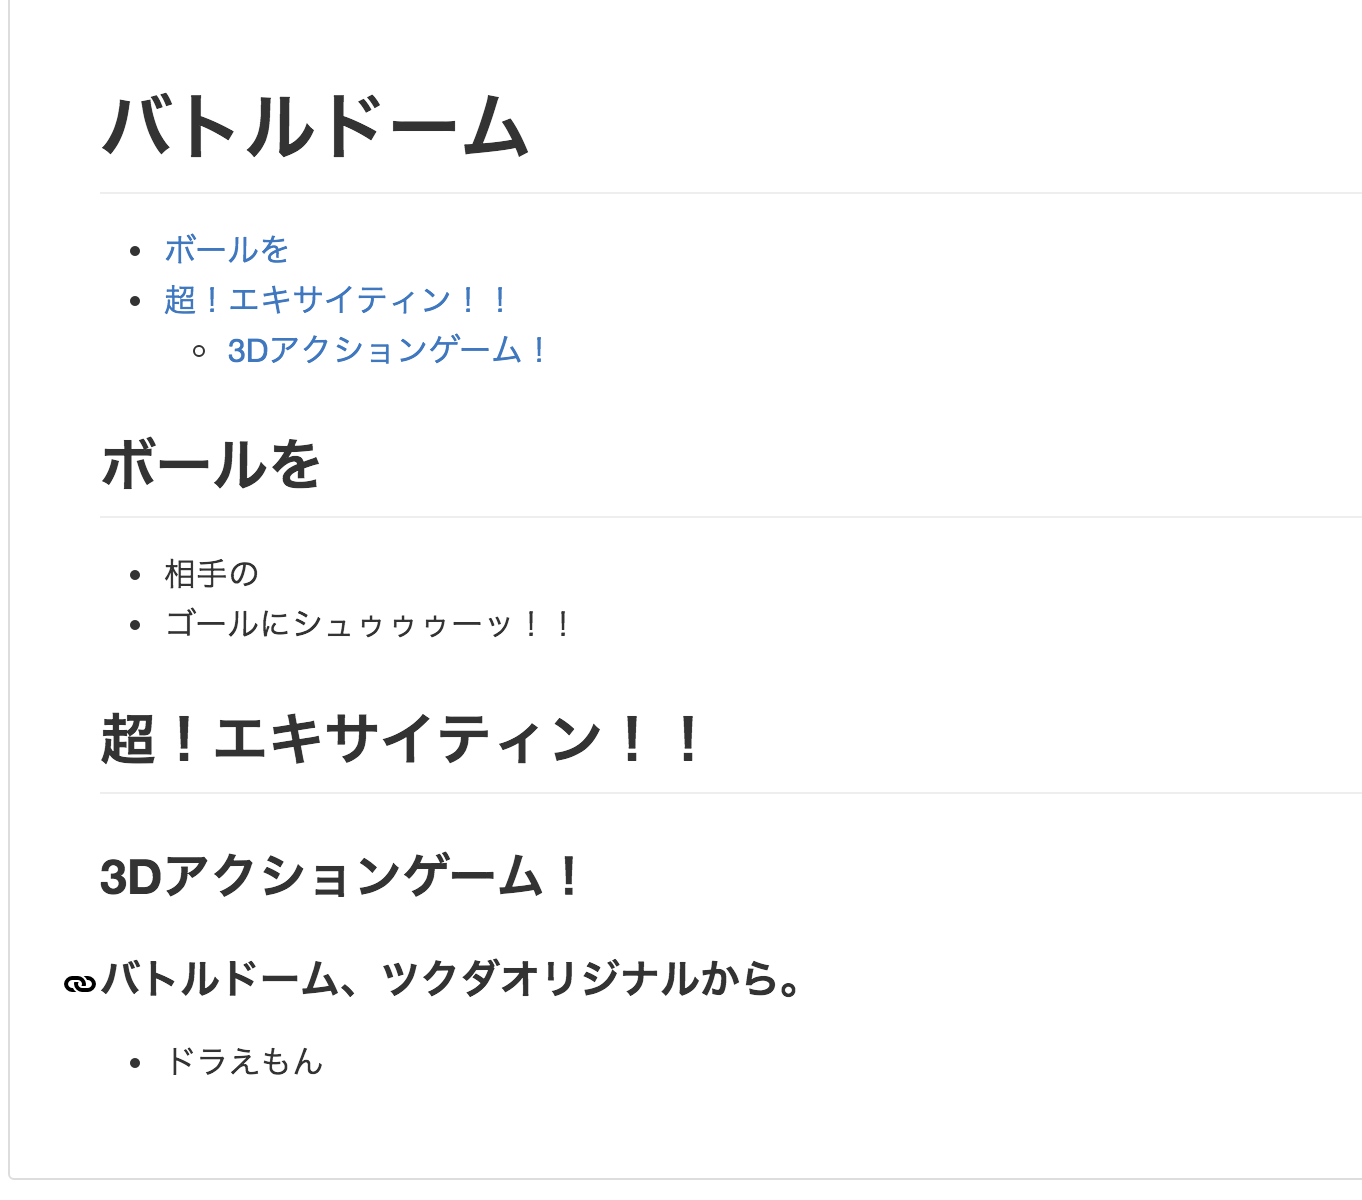 バトルドーム
ボールを
超！エキサイティン！！
3Dアクションゲーム！
ボールを
相手の
ゴールにシュゥゥゥーッ！！
超！エキサイティン！！
3Dアクションゲーム！
バトルドーム、ツクダオリジナルから。
ドラえもん